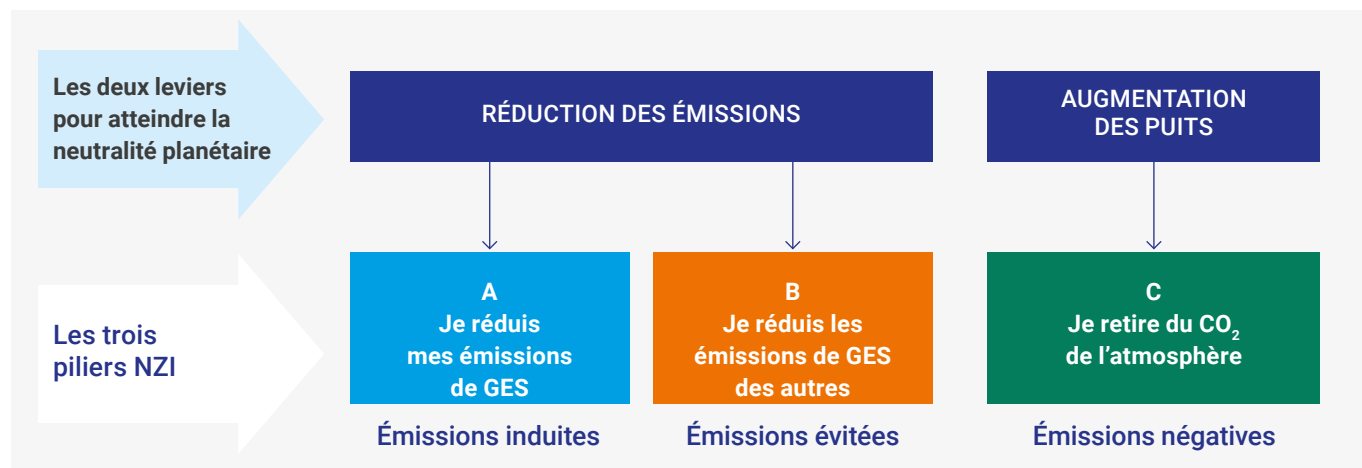 Les deux leviers
pour atteindre la
neutralité planétaire
RÉDUCTION DES ÉMISSIONS
AUGMENTATION
DES PUITS
Les trois
piliers NZI
A
Je réduis
mes émissions
de GES
B
Je réduis les
émissions de GES
des autres
C
Je retire du CO₂
de l’atmosphère
Émissions induites
Émissions évitées
Émissions négatives